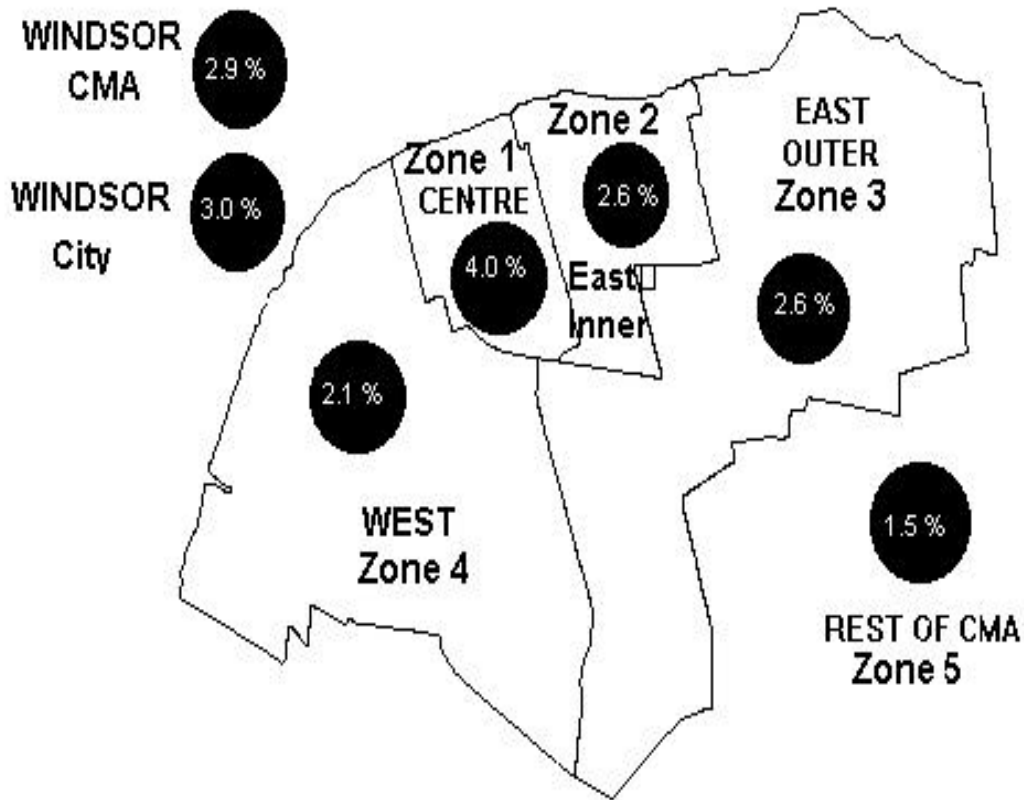 WINDSOR
CMA
2.9 %
WINDSOR
City
3.0 %
Zone 1
CENTRE
4.0 %
Zone 2
2.6 %
East
Inner
EAST
OUTER
Zone 3
2.6 %
2.1 %
WEST
Zone 4
1.5 %
REST OF CMA
Zone 5